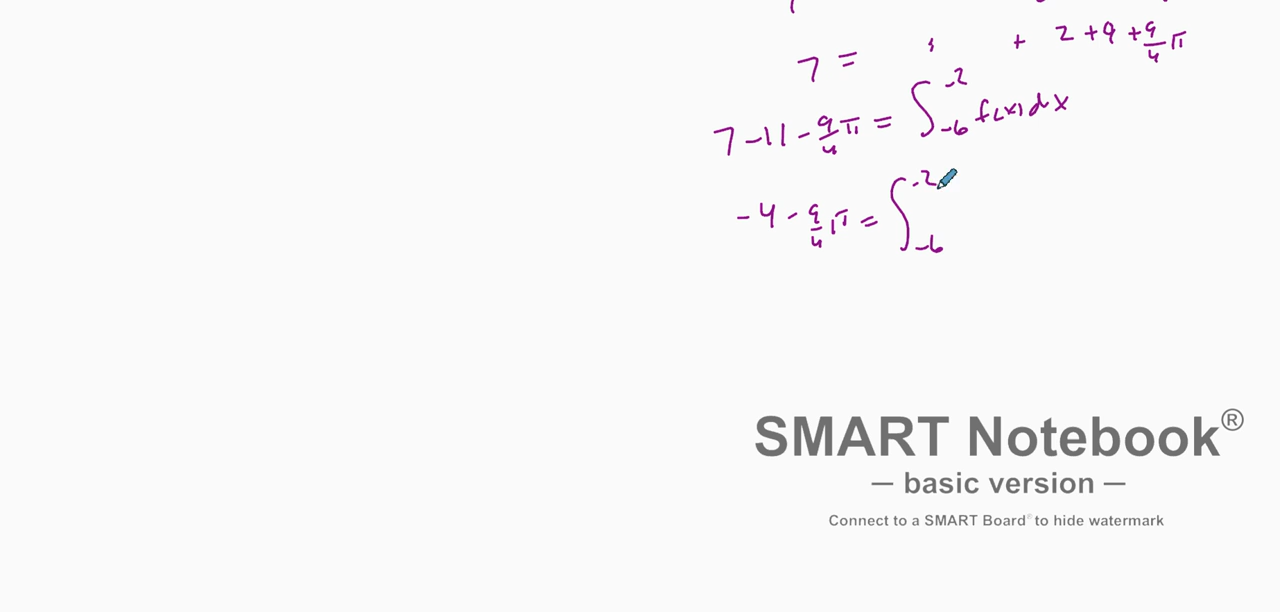 7 = + 2 + 9 + 9/4 π
7 - 11 - 9/4 π = ∫_{-6}^{-2} f(x) dx
-4 - 9/4 π = ∫_{-6}^{-2}
SMART Notebook®
— basic version —
Connect to a SMART Board® to hide watermark